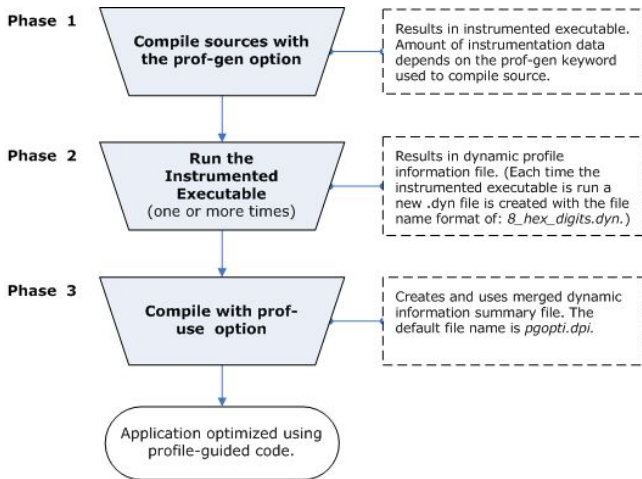 Phase 1
Compile sources with
the prof-gen option
Results in instrumented executable.
Amount of instrumentation data
depends on the prof-gen keyword
used to compile source.
Phase 2
Run the
Instrumented
Executable
(one or more times)
Results in dynamic profile
information file. (Each time the
instrumented executable is run a
new .dyn file is created with the file
name format of: 8_hex_digits.dyn.)
Phase 3
Compile with prof-
use option
Creates and uses merged dynamic
information summary file. The
default file name is pgopti.dpi.
Application optimized using
profile-guided code.